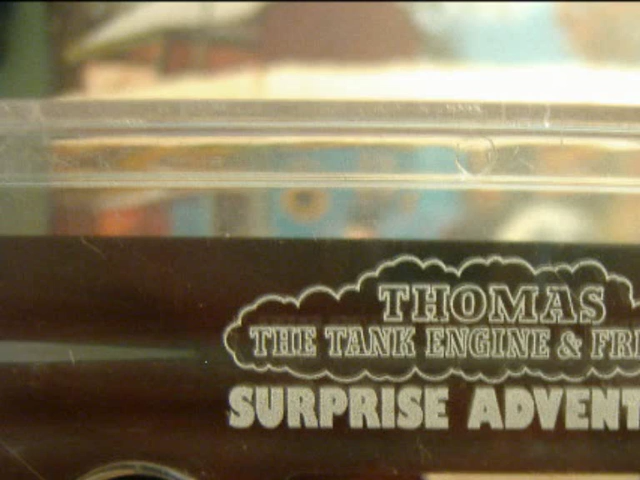 THOMAS
THE TANK ENGINE & FRI
SURPRISE ADVENT